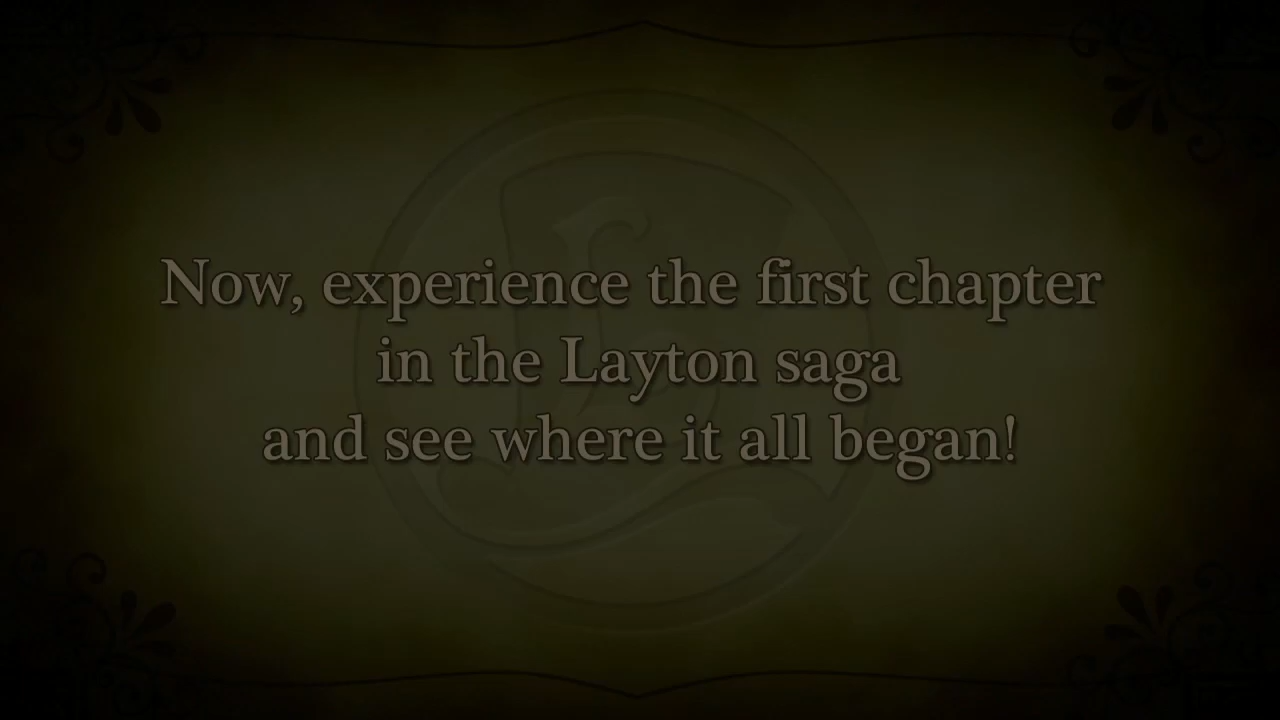 Now, experience the first chapter
in the Layton saga
and see where it all began!